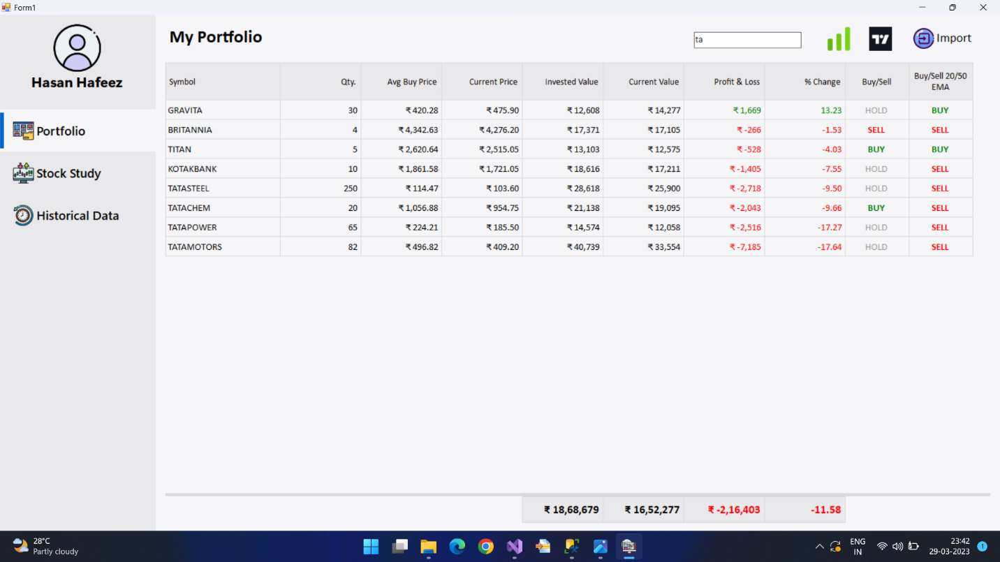 Form1
Hasan Hafeez
Portfolio
Stock Study
Historical Data
My Portfolio
ta
Import
Symbol Qty. Avg Buy Price Current Price Invested Value Current Value Profit & Loss % Change Buy/Sell Buy/Sell 20/50
EMA
GRAVITA 30 ₹ 420.28 ₹ 475.90 ₹ 12,608 ₹ 14,277 ₹ 1,669 13.23 HOLD BUY
BRITANNIA 4 ₹ 4,342.63 ₹ 4,276.20 ₹ 17,371 ₹ 17,105 ₹ -266 -1.53 SELL SELL
TITAN 5 ₹ 2,620.64 ₹ 2,515.05 ₹ 13,103 ₹ 12,575 ₹ -528 -4.03 BUY BUY
KOTAKBANK 10 ₹ 1,861.58 ₹ 1,721.05 ₹ 18,616 ₹ 17,211 ₹ -1,405 -7.55 HOLD SELL
TATASTEEL 250 ₹ 114.47 ₹ 103.60 ₹ 28,618 ₹ 25,900 ₹ -2,718 -9.50 HOLD SELL
TATACHEM 20 ₹ 1,056.88 ₹ 954.75 ₹ 21,138 ₹ 19,095 ₹ -2,043 -9.66 BUY SELL
TATAPOWER 65 ₹ 224.21 ₹ 185.50 ₹ 14,574 ₹ 12,058 ₹ -2,516 -17.27 HOLD SELL
TATAMOTORS 82 ₹ 496.82 ₹ 409.20 ₹ 40,739 ₹ 33,554 ₹ -7,185 -17.64 HOLD SELL
₹ 18,68,679 ₹ 16,52,277 ₹ -2,16,403 -11.58
28°C
Partly cloudy
ENG
IN
23:42
29-03-2023
1